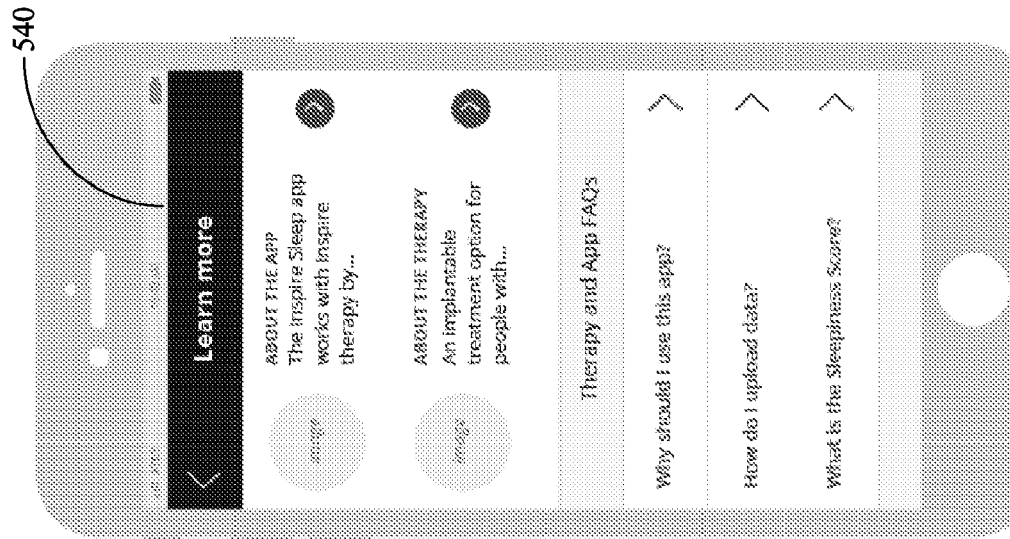 540
Learn more
ABOUT THE APP
The Inspire Sleep app
works with Inspire
therapy by...
image
ABOUT THE THERAPY
An implantable
treatment option for
people with...
image
Therapy and App FAQs
Why should I use this app?
How do I upload data?
What is the Sleepiness Score?